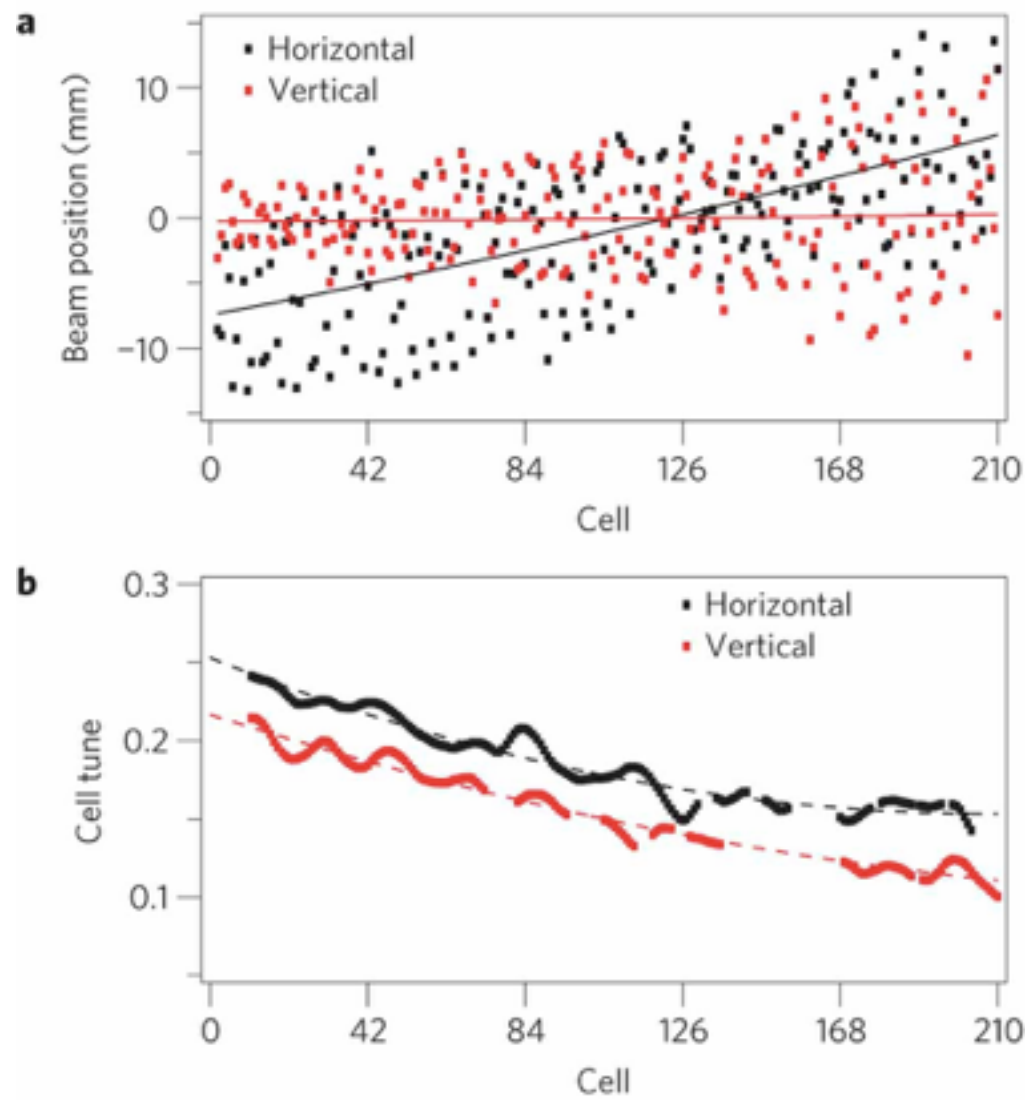 a
Horizontal
Vertical
10
0
−10
Beam position (mm)
0 42 84 126 168 210
Cell
b
0.3
Horizontal
Vertical
0.2
0.1
Cell tune
0 42 84 126 168 210
Cell